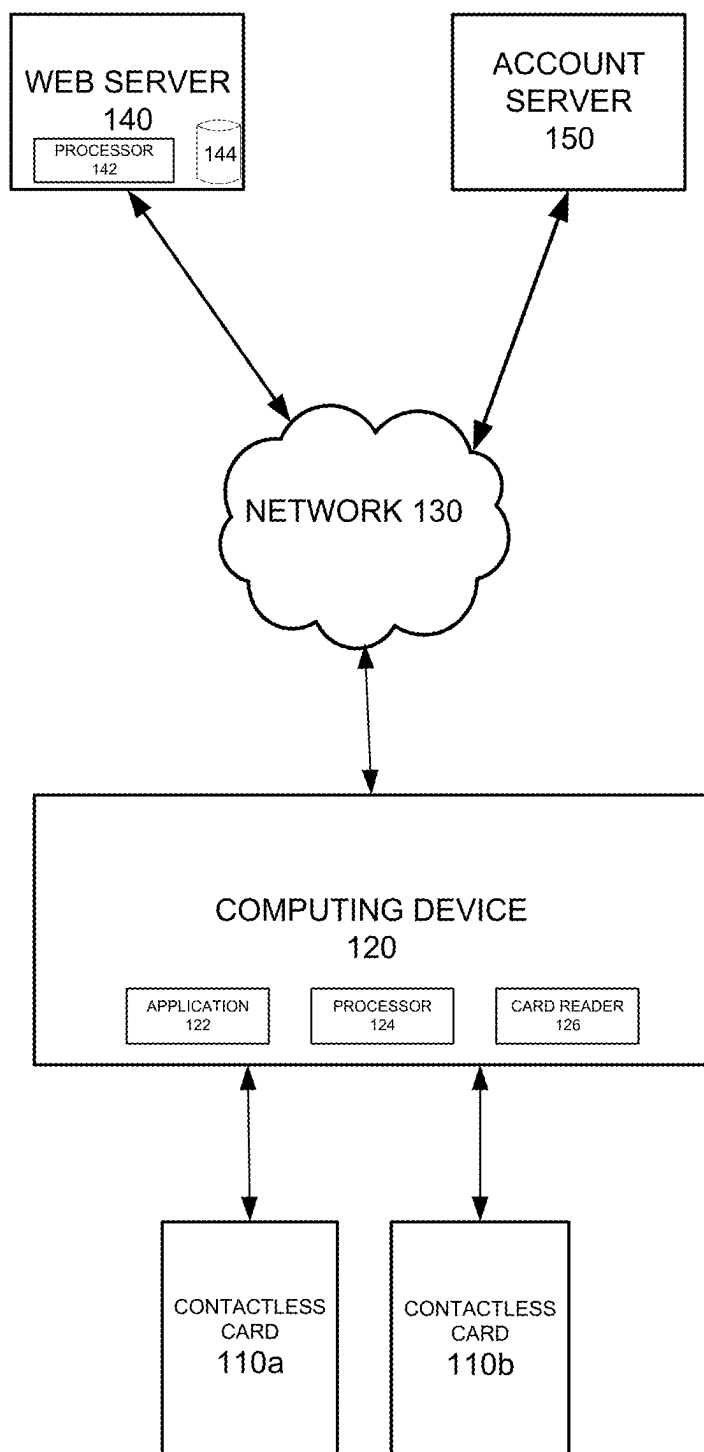 WEB SERVER
140
PROCESSOR
142
144
ACCOUNT
SERVER
150
NETWORK 130
COMPUTING DEVICE
120
APPLICATION
122
PROCESSOR
124
CARD READER
126
CONTACTLESS
CARD
110a
CONTACTLESS
CARD
110b